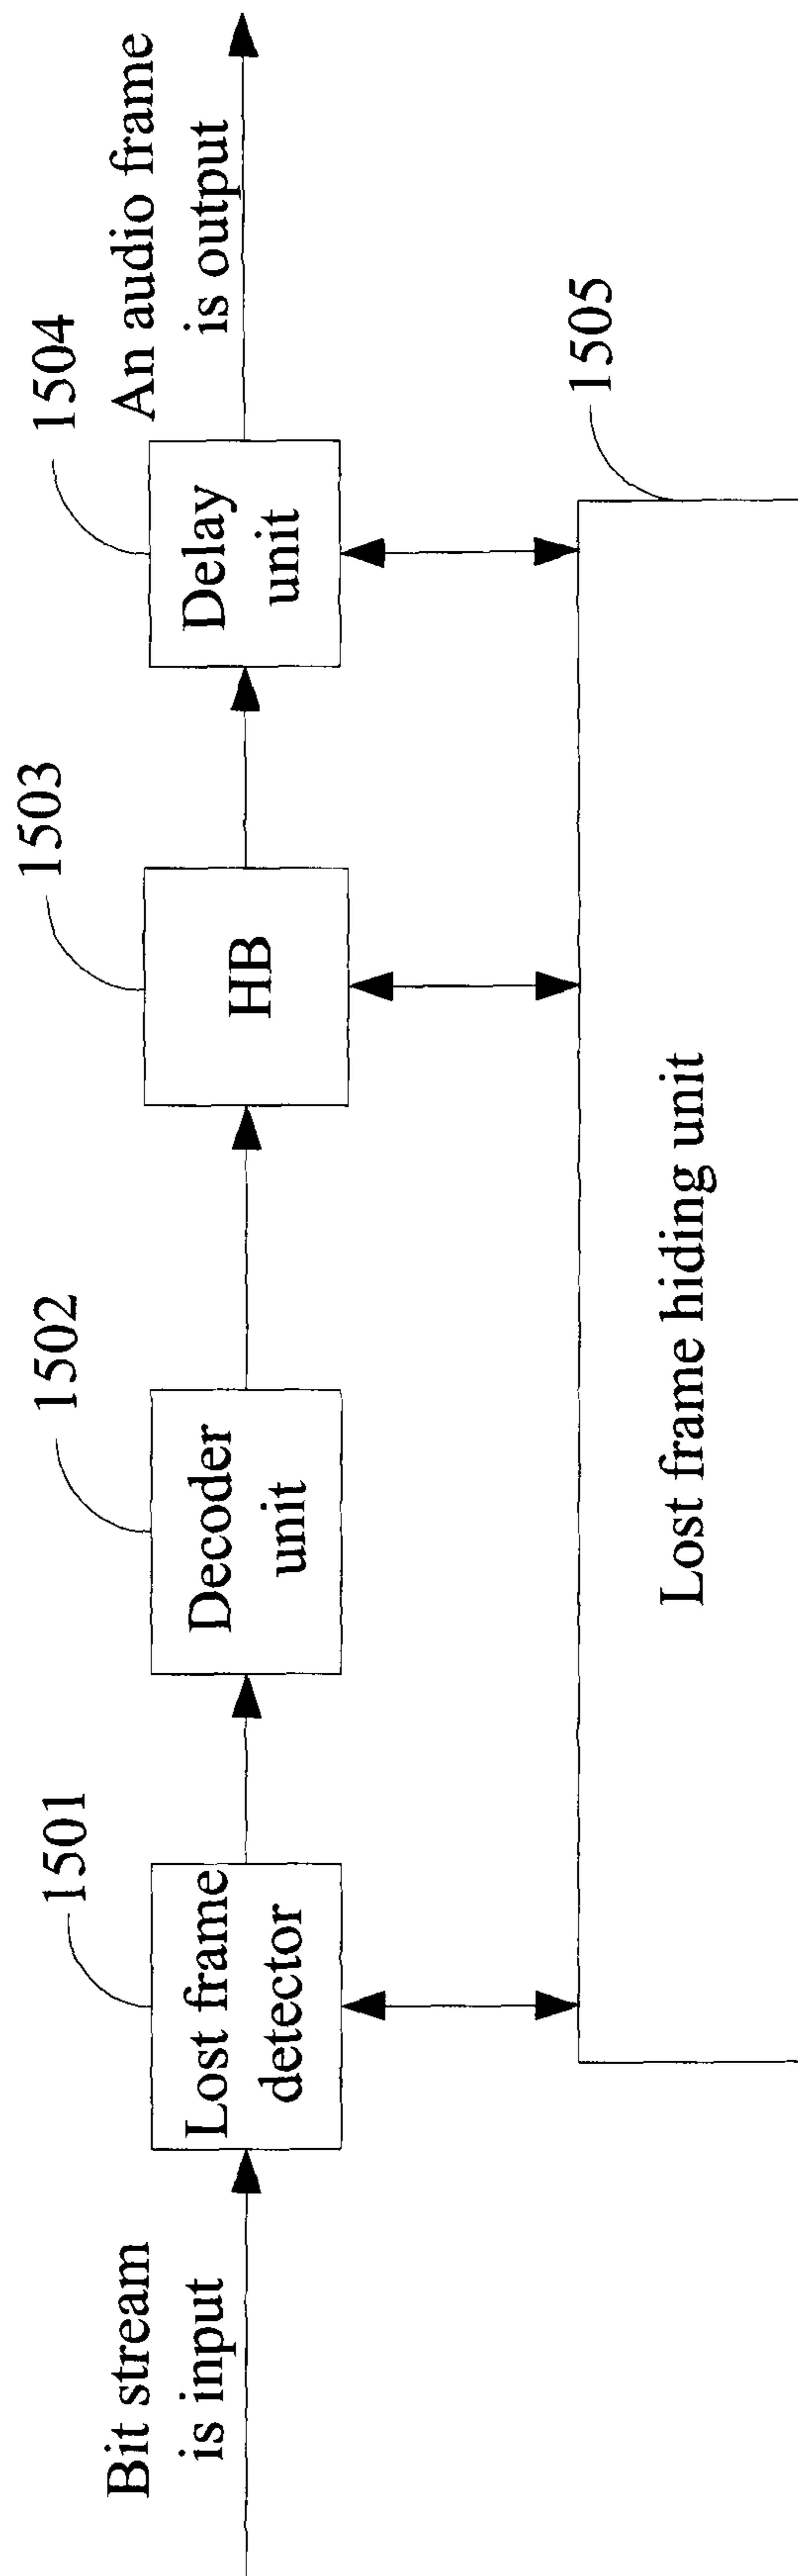 Bit stream
is input
1501
Lost frame
detector
1502
Decoder
unit
1503
HB
1504
Delay
unit
An audio frame
is output
1505
Lost frame hiding unit